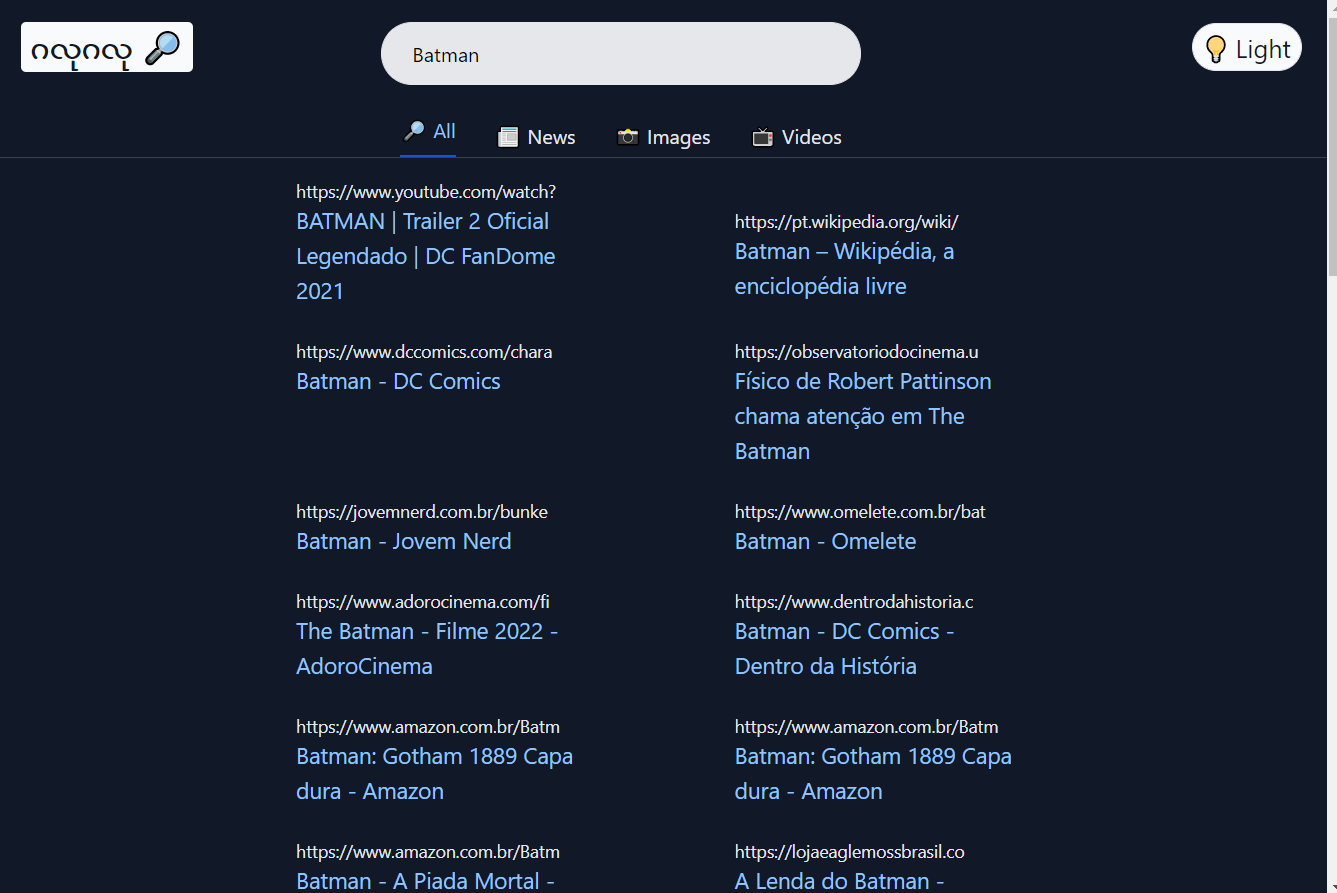 ဂလုဂလု
Batman
Light
All
News
Images
Videos
https://www.youtube.com/watch?
BATMAN | Trailer 2 Oficial
Legendado | DC FanDome
2021
https://pt.wikipedia.org/wiki/
Batman – Wikipédia, a
enciclopédia livre
https://www.dccomics.com/chara
Batman - DC Comics
https://observatoriodocinema.u
Físico de Robert Pattinson
chama atenção em The
Batman
https://jovemnerd.com.br/bunke
Batman - Jovem Nerd
https://www.omelete.com.br/bat
Batman - Omelete
https://www.adorocinema.com/fi
The Batman - Filme 2022 -
AdoroCinema
https://www.dentrodahistoria.c
Batman - DC Comics -
Dentro da História
https://www.amazon.com.br/Batm
Batman: Gotham 1889 Capa
dura - Amazon
https://www.amazon.com.br/Batm
Batman: Gotham 1889 Capa
dura - Amazon
https://www.amazon.com.br/Batm
Batman - A Piada Mortal -
https://lojaeaglemossbrasil.co
A Lenda do Batman -